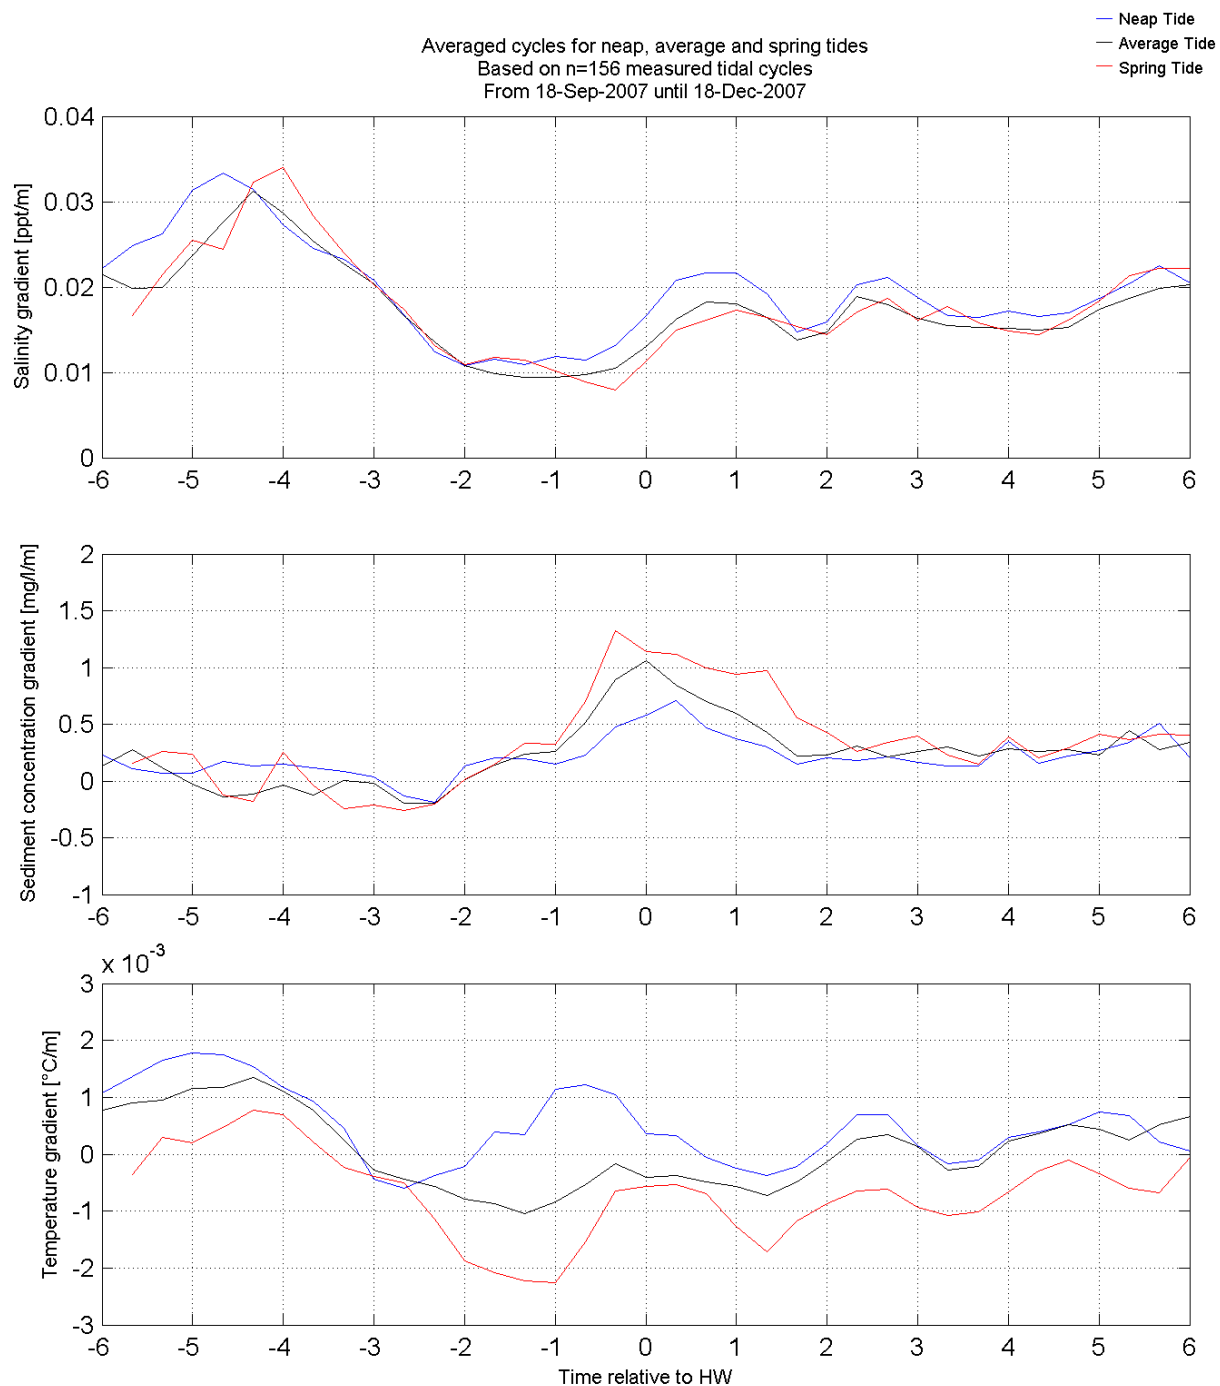 Neap Tide
Average Tide
Spring Tide
Averaged cycles for neap, average and spring tides
Based on n=156 measured tidal cycles
From 18-Sep-2007 until 18-Dec-2007
Salinity gradient [ppt/m]
0.04
0.03
0.02
0.01
0
-6 -5 -4 -3 -2 -1 0 1 2 3 4 5 6
Sediment concentration gradient [mg/l/m]
2
1.5
1
0.5
0
-0.5
-1
-6 -5 -4 -3 -2 -1 0 1 2 3 4 5 6
x 10-3
Temperature gradient [°C/m]
3
2
1
0
-1
-2
-3
-6 -5 -4 -3 -2 -1 0 1 2 3 4 5 6
Time relative to HW